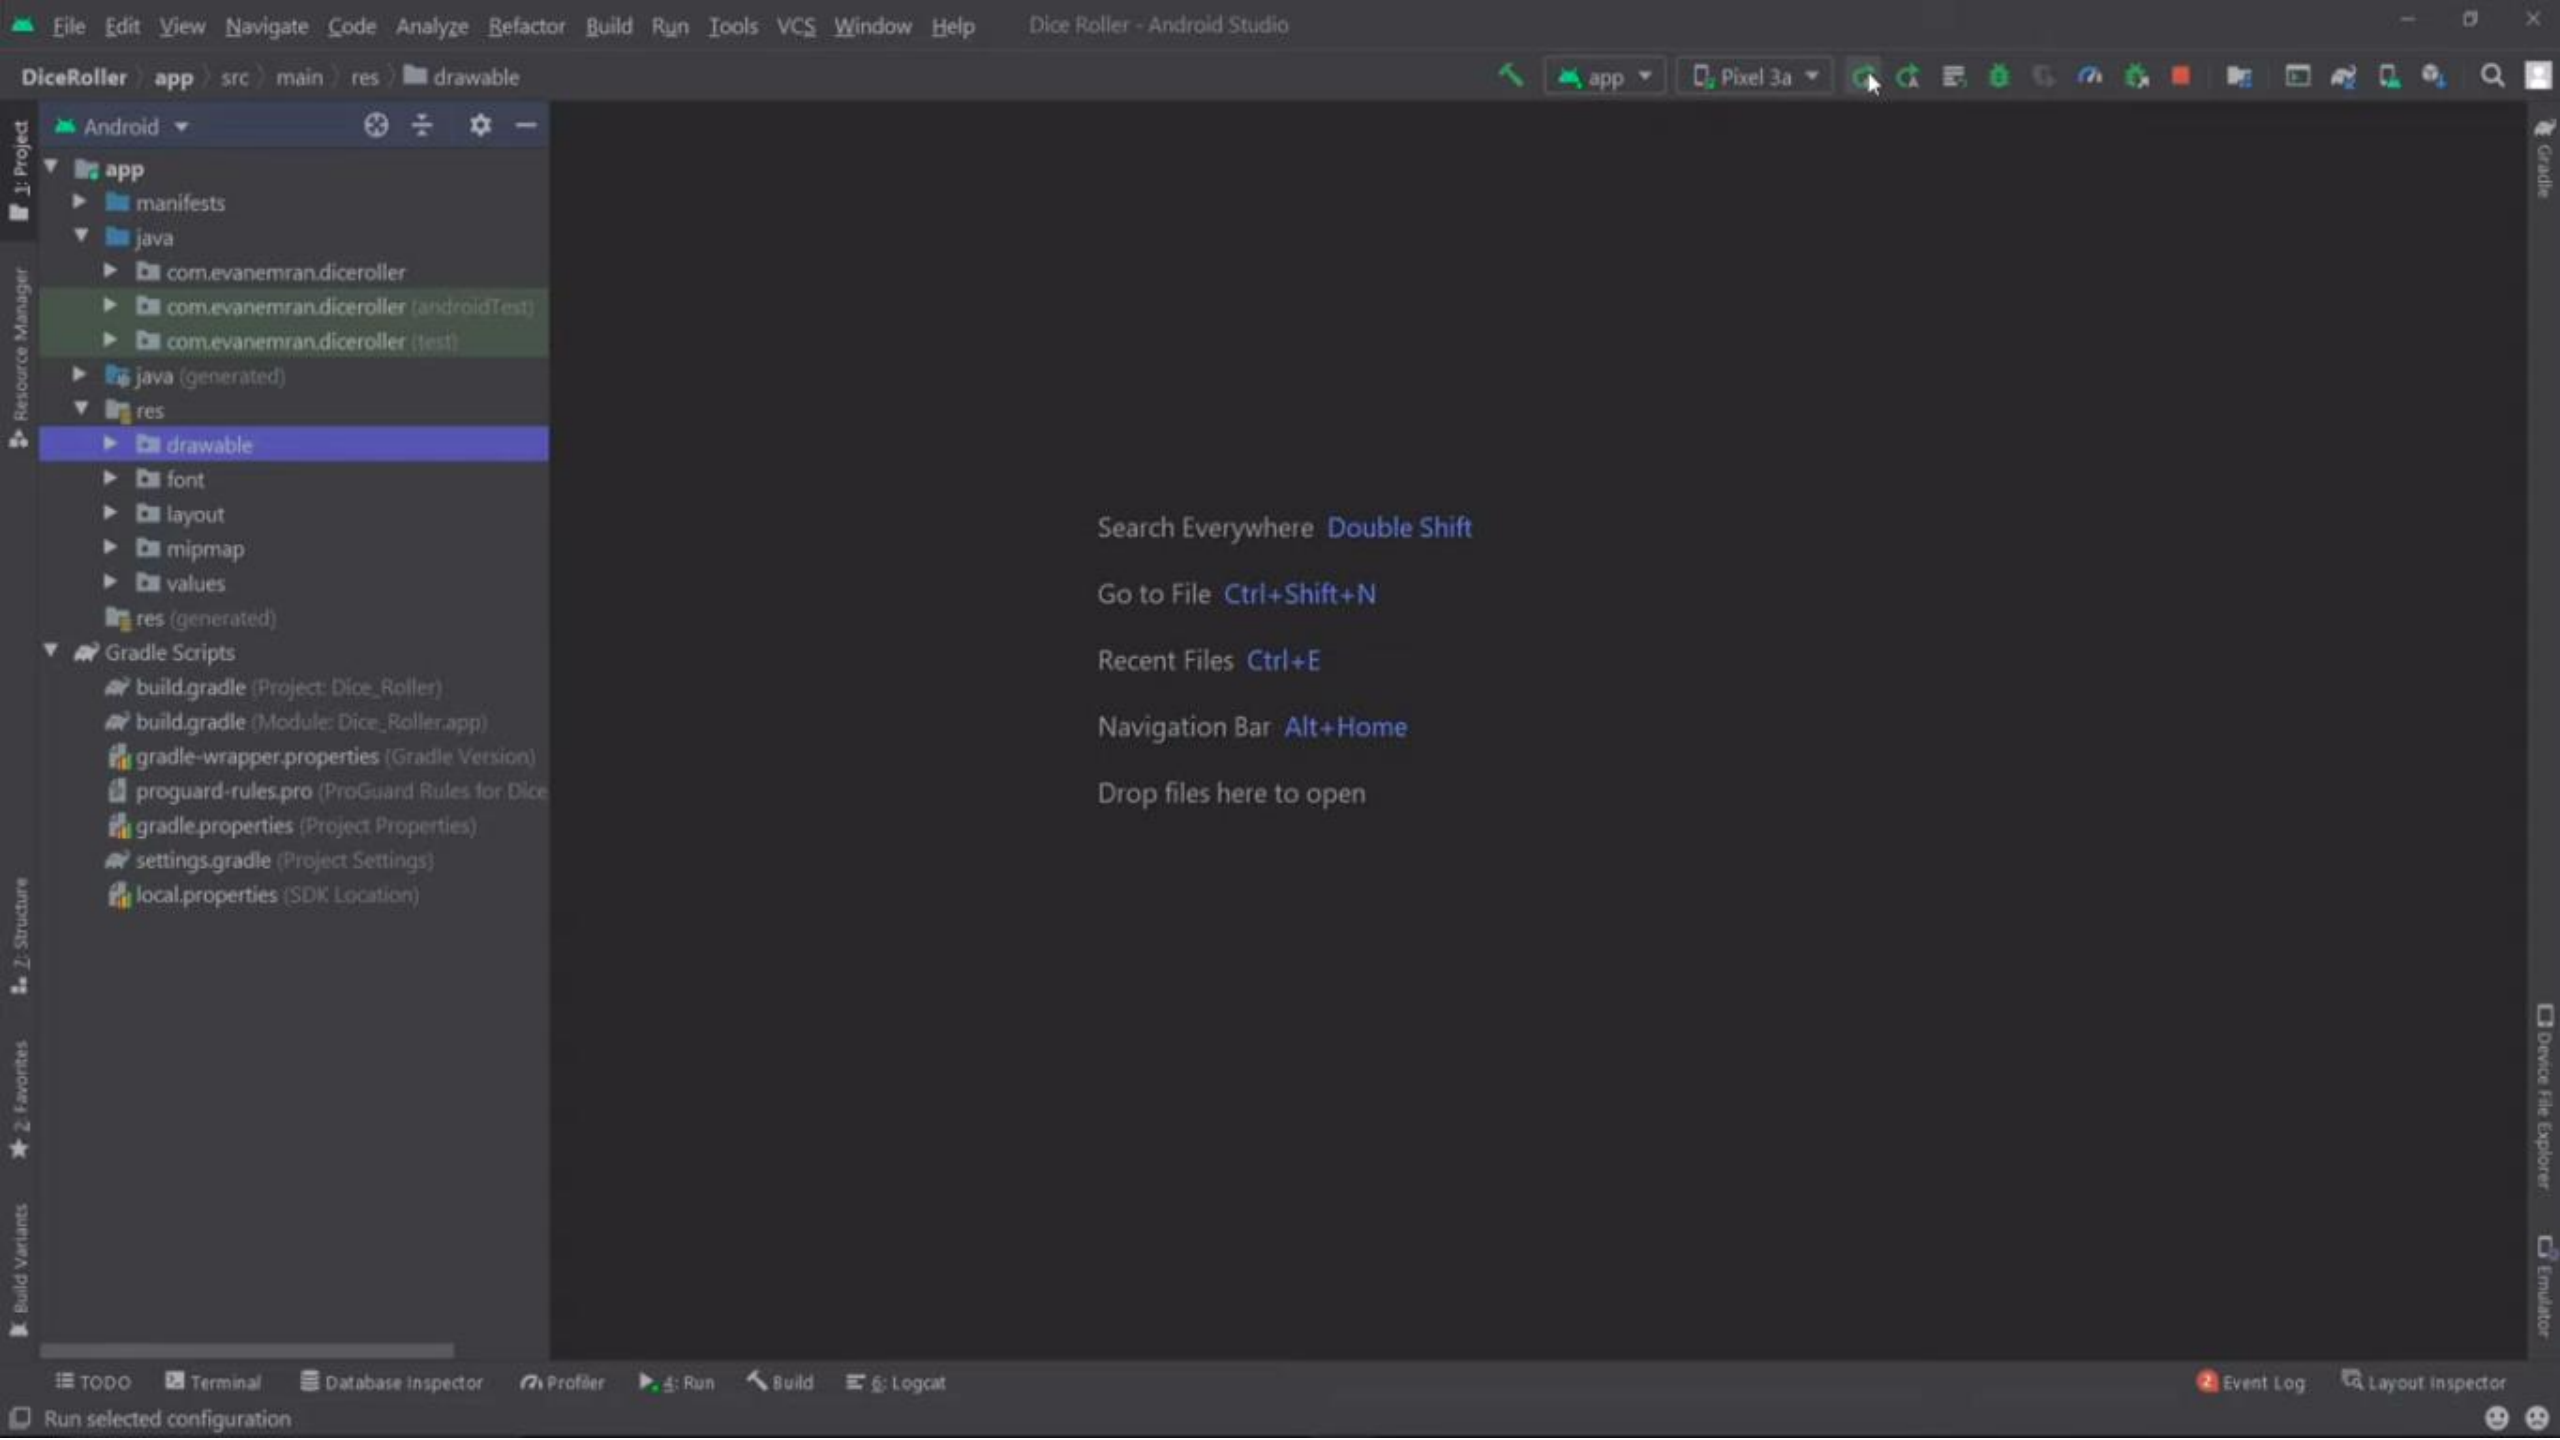 File Edit View Navigate Code Analyze Refactor Build Run Tools VCS Window Help Dice Roller - Android Studio
DiceRoller app src main res drawable
app Pixel 3a
Android
1: Project
Resource Manager
7: Structure
2: Favorites
Build Variants
app
manifests
java
com.evanemran.diceroller
com.evanemran.diceroller (androidTest)
com.evanemran.diceroller (test)
java (generated)
res
drawable
font
layout
mipmap
values
res (generated)
Gradle Scripts
build.gradle (Project: Dice_Roller)
build.gradle (Module: Dice_Roller.app)
gradle-wrapper.properties (Gradle Version)
proguard-rules.pro (ProGuard Rules for Dice
gradle.properties (Project Properties)
settings.gradle (Project Settings)
local.properties (SDK Location)
Search Everywhere Double Shift
Go to File Ctrl+Shift+N
Recent Files Ctrl+E
Navigation Bar Alt+Home
Drop files here to open
Gradle
Device File Explorer
Emulator
TODO Terminal Database Inspector Profiler 4: Run Build 6: Logcat 2 Event Log Layout Inspector
Run selected configuration